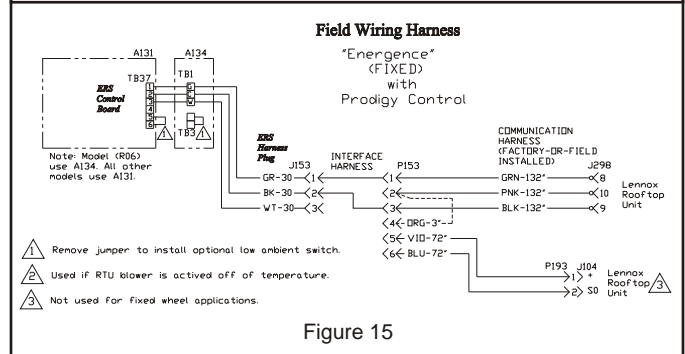 Field Wiring Harness
"Energence"
(FIXED)
with
Prodigy Control
A131
A134
TB37
TB1
ERS
Control
Board
1
2
3
4
5
6
G
C
W
TB3
1
1
Note: Model (R06)
use A134. All other
models use A131.
ERS
Harness
Plug
J153
INTERFACE
HARNESS
P153
COMMUNICATION
HARNESS
(FACTORY-OR-FIELD
INSTALLED)
J298
GR-30
1
1
GRN-132"
8
BK-30
2
2
PNK-132"
10
WT-30
3
3
BLK-132"
9
Lennox
Rooftop
Unit
4
ORG-3"
5
VIO-72"
6
BLU-72"
P193
J104
1
+
2
SO
Lennox
Rooftop
Unit
3
1
Remove jumper to install optional low ambient switch.
2
Used if RTU blower is actived off of temperature.
3
Not used for fixed wheel applications.
Figure 15